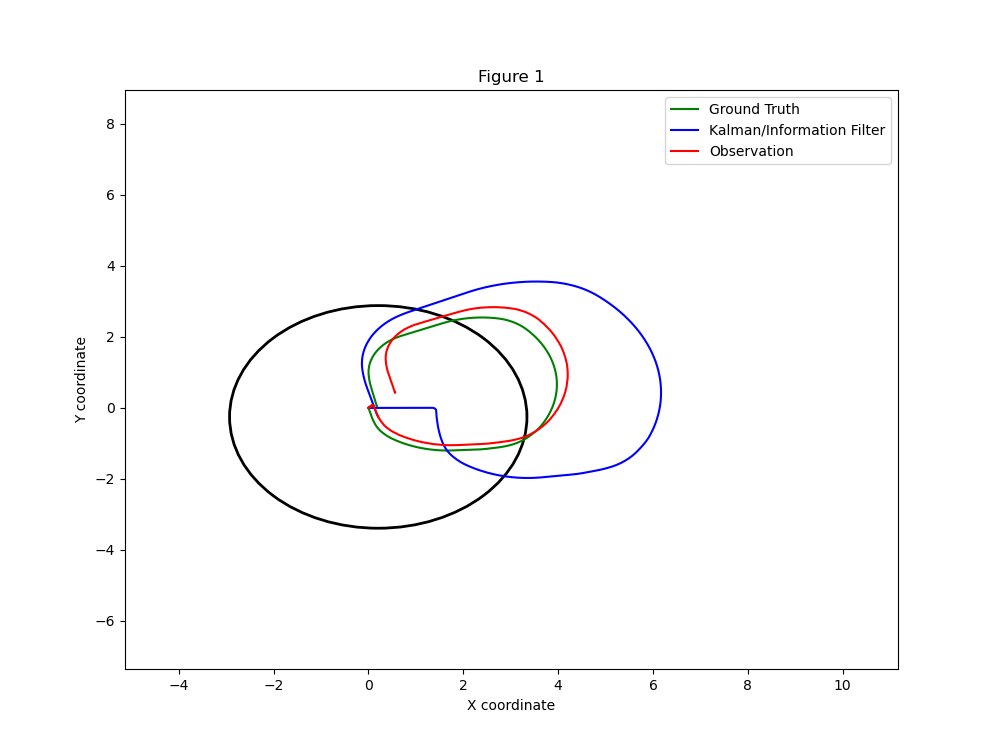 Figure 1
Ground Truth
Kalman/Information Filter
Observation
8
6
4
2
0
−2
−4
−6
Y coordinate
−4 −2 0 2 4 6 8 10
X coordinate